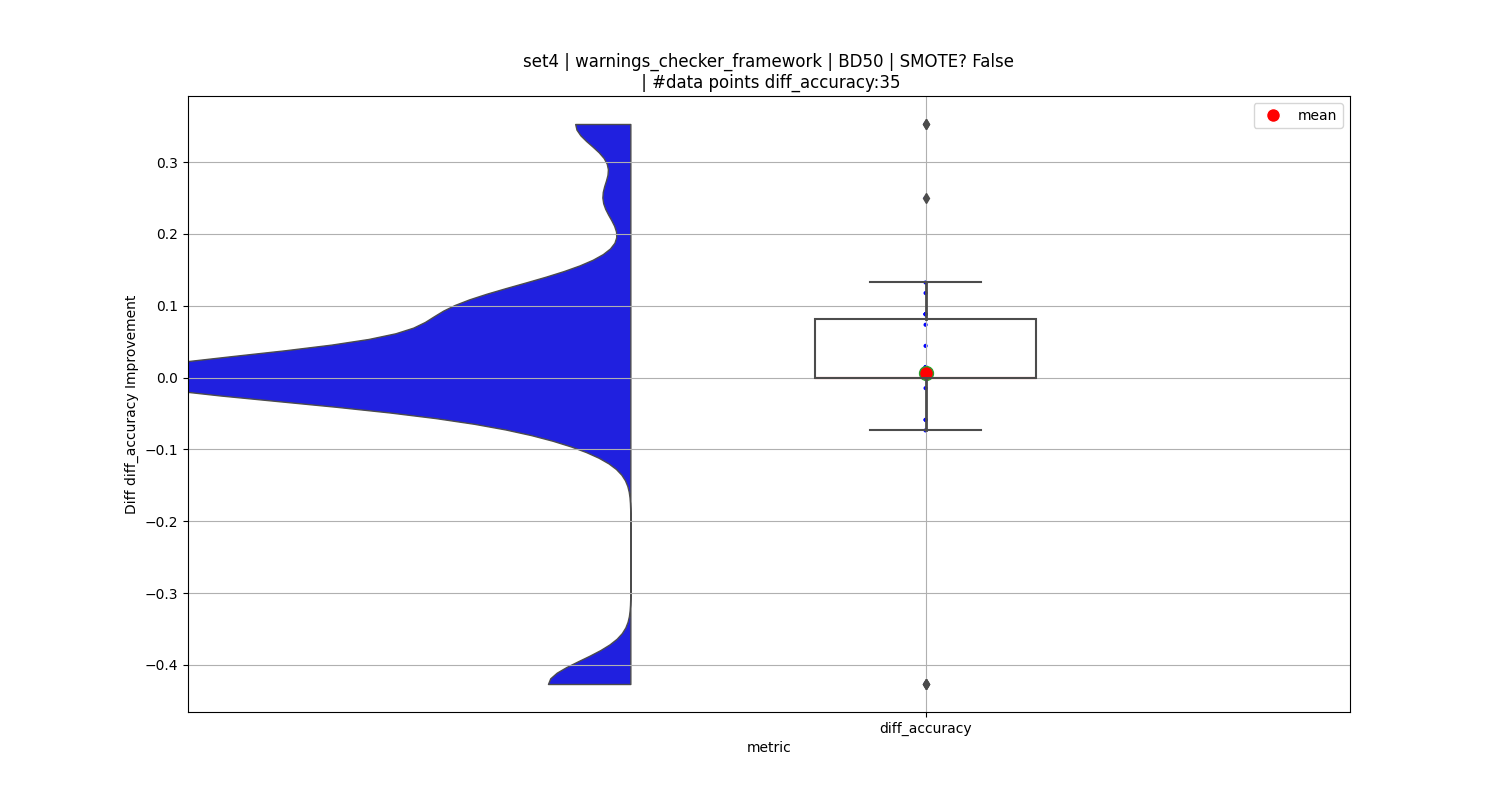 set4 | warnings_checker_framework | BD50 | SMOTE? False
| #data points diff_accuracy:35
mean
0.3
0.2
0.1
0.0
−0.1
−0.2
−0.3
−0.4
Diff diff_accuracy Improvement
diff_accuracy
metric